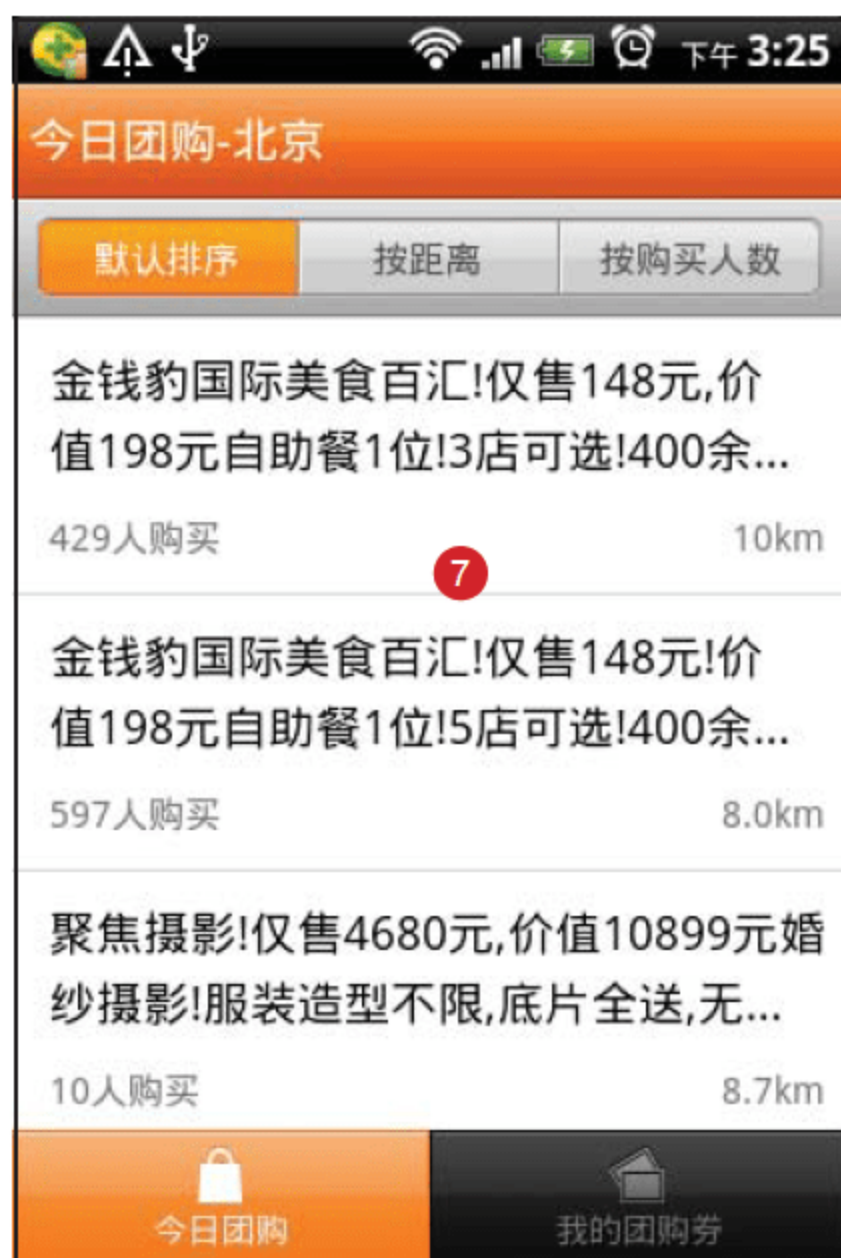 下午 3:25
今日团购-北京
默认排序 按距离 按购买人数
金钱豹国际美食百汇!仅售148元,价
值198元自助餐1位!3店可选!400余...
429人购买 10km
7
金钱豹国际美食百汇!仅售148元!价
值198元自助餐1位!5店可选!400余...
597人购买 8.0km
聚焦摄影!仅售4680元,价值10899元婚
纱摄影!服装造型不限,底片全送,无...
10人购买 8.7km
今日团购 我的团购券